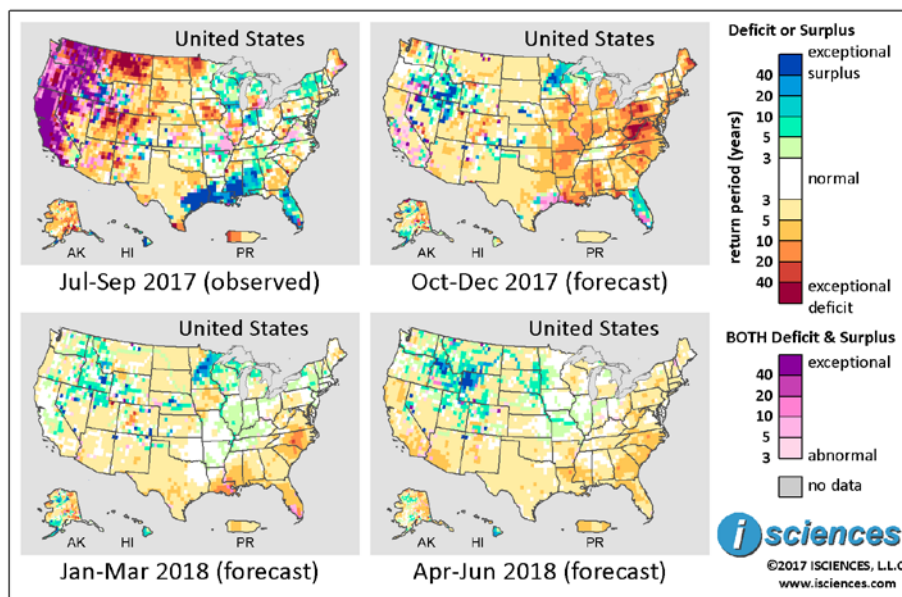 United States
AK
HI
PR
Jul-Sep 2017 (observed)
United States
AK
HI
PR
Oct-Dec 2017 (forecast)
United States
AK
HI
PR
Jan-Mar 2018 (forecast)
United States
AK
HI
PR
Apr-Jun 2018 (forecast)
Deficit or Surplus
return period (years)
exceptional
surplus
40
20
10
5
3
normal
3
5
10
20
40
exceptional
deficit
BOTH Deficit & Surplus
exceptional
40
20
10
5
3
abnormal
no data
i sciences
©2017 ISCIENCES, L.L.C
www.isciences.com